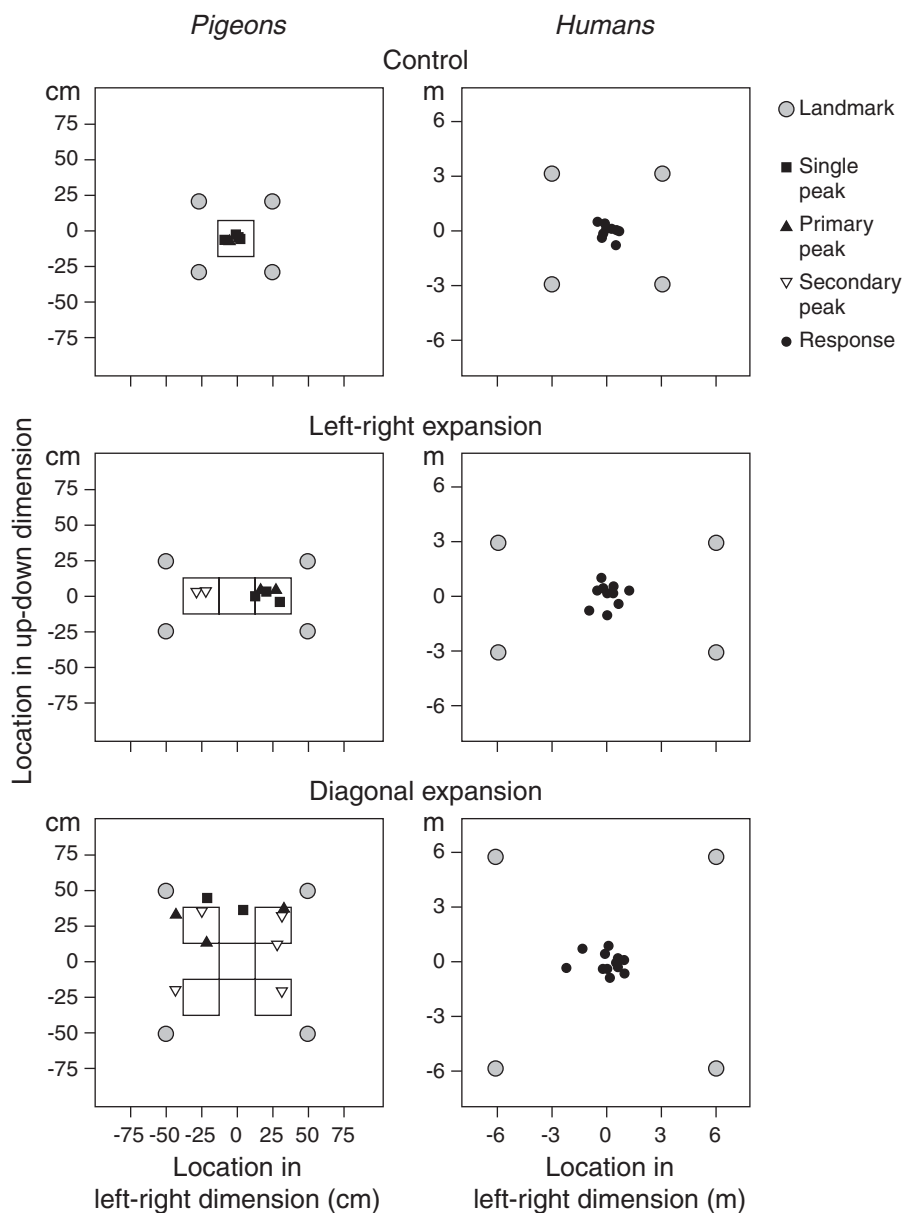 Pigeons
Humans
Control
cm
75
50
25
0
-25
-50
-75
m
6
3
0
-3
-6
Landmark
Single
peak
Primary
peak
Secondary
peak
Response
Location in up-down dimension
Left-right expansion
cm
75
50
25
0
-25
-50
-75
m
6
3
0
-3
-6
Diagonal expansion
cm
75
50
25
0
-25
-50
-75
m
6
3
0
-3
-6
-75 -50 -25 0 25 50 75
-6 -3 0 3 6
Location in
left-right dimension (cm)
Location in
left-right dimension (m)